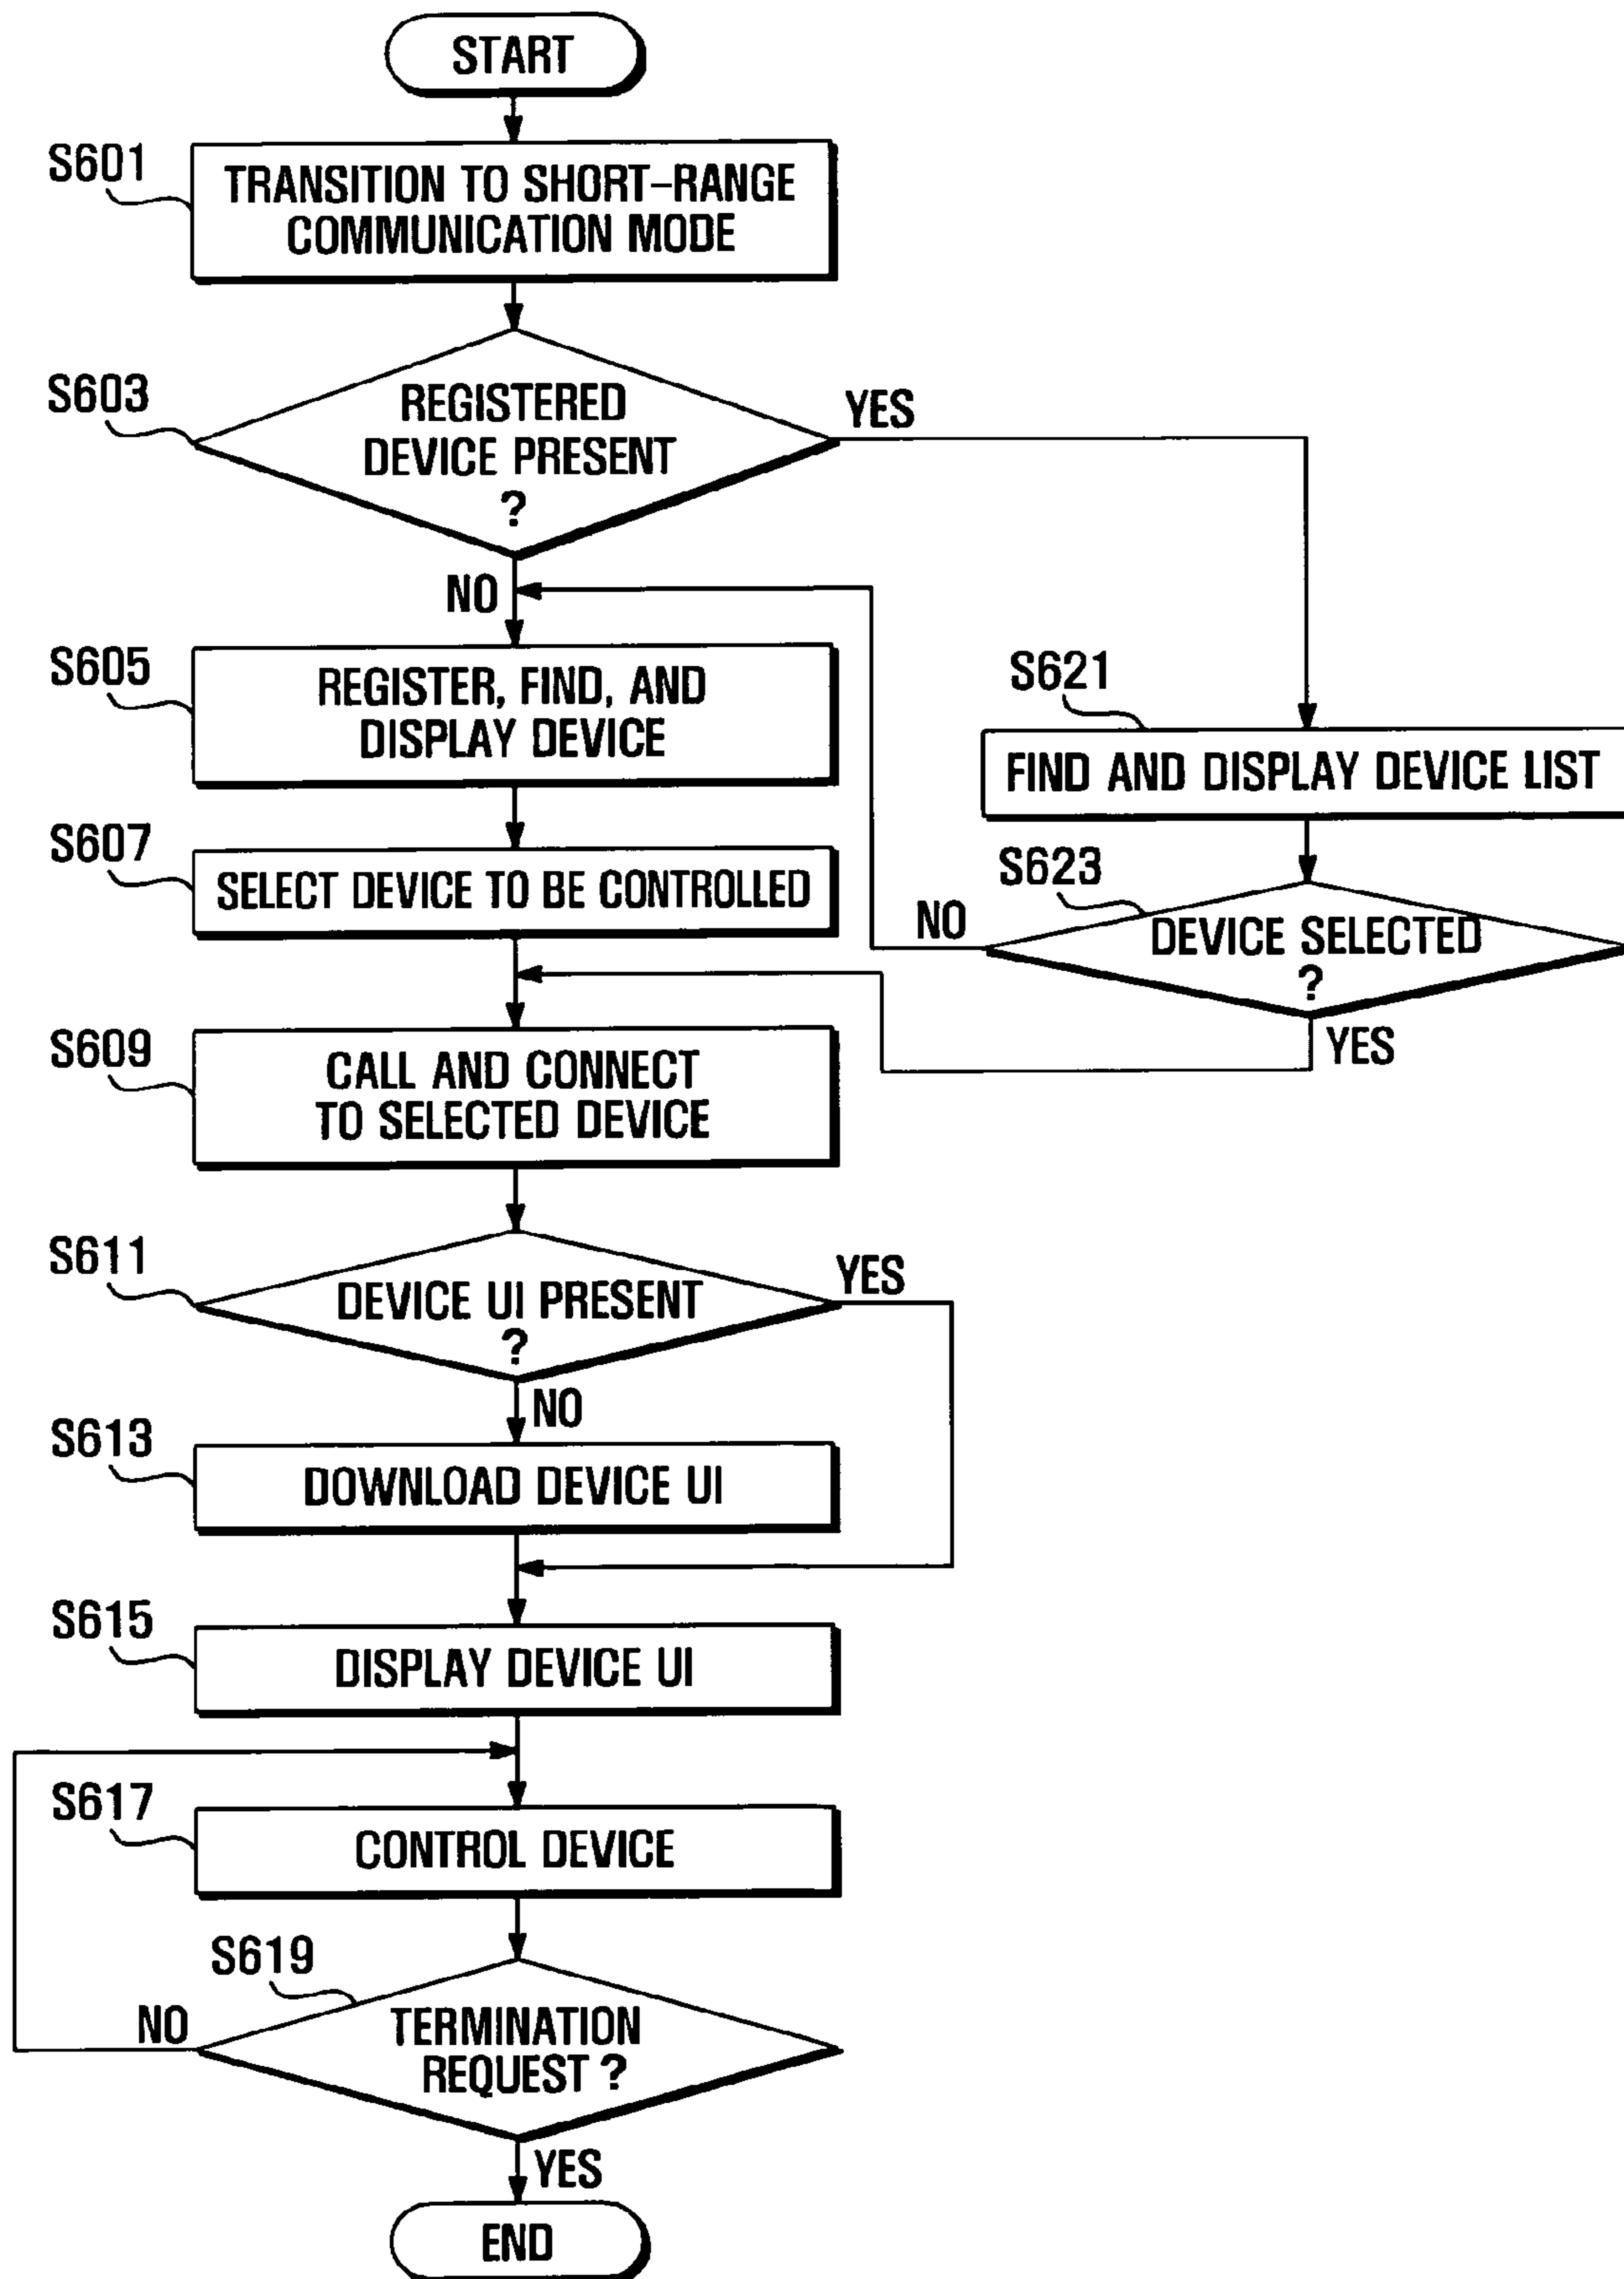 START
S601
TRANSITION TO SHORT-RANGE
COMMUNICATION MODE
S603
REGISTERED
DEVICE PRESENT
?
YES
NO
S605
REGISTER, FIND, AND
DISPLAY DEVICE
S621
FIND AND DISPLAY DEVICE LIST
S607
SELECT DEVICE TO BE CONTROLLED
S623
DEVICE SELECTED
?
NO
YES
S609
CALL AND CONNECT
TO SELECTED DEVICE
S611
DEVICE UI PRESENT
?
YES
NO
S613
DOWNLOAD DEVICE UI
S615
DISPLAY DEVICE UI
S617
CONTROL DEVICE
S619
TERMINATION
REQUEST ?
NO
YES
END